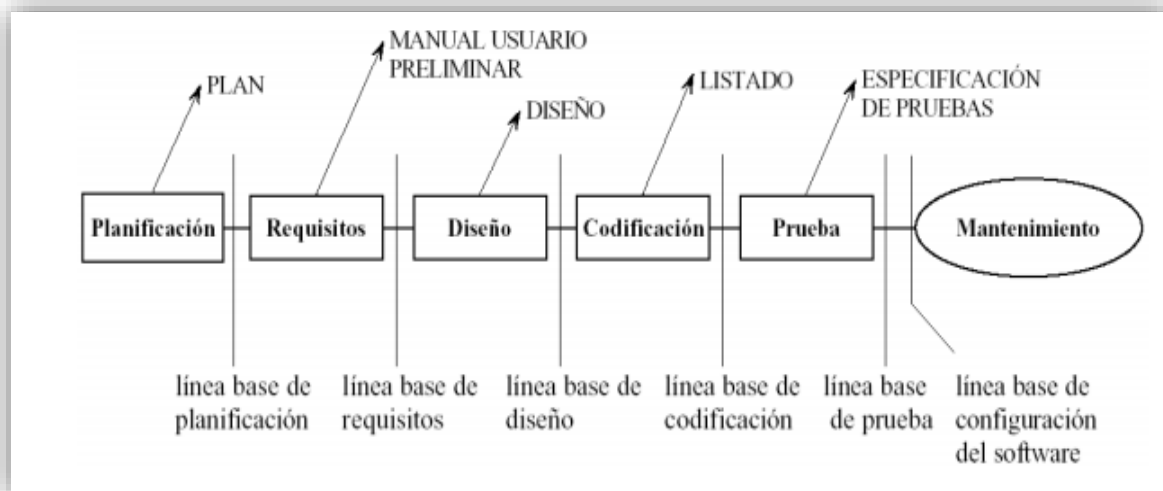 MANUAL USUARIO
PRELIMINAR
PLAN
DISEÑO
LISTADO
ESPECIFICACIÓN
DE PRUEBAS
Planificación
Requisitos
Diseño
Codificación
Prueba
Mantenimiento
línea base de
planificación
línea base de
requisitos
línea base de
diseño
línea base de
codificación
línea base
de prueba
línea base de
configuración
del software